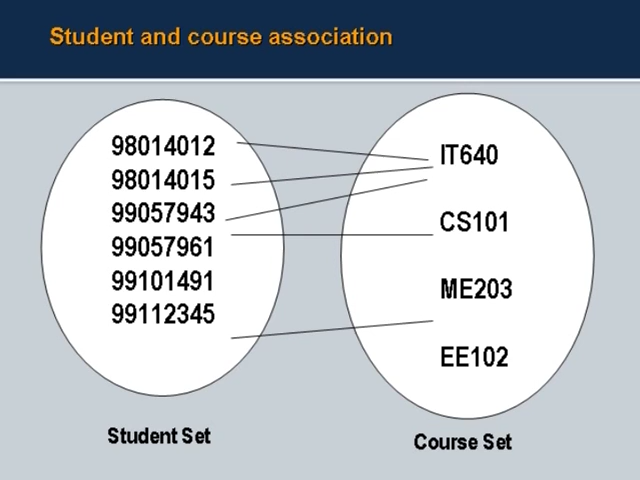 Student and course association
98014012
98014015
99057943
99057961
99101491
99112345
IT640
CS101
ME203
EE102
Student Set
Course Set